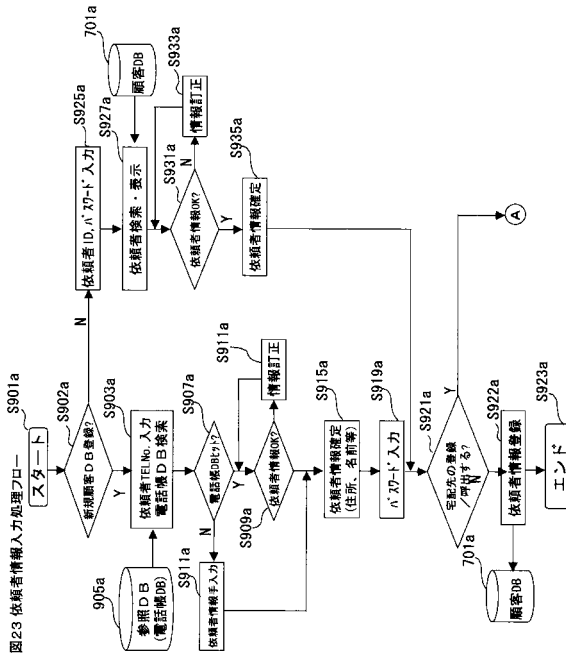 図23 依頼者情報入力処理フロー
S901a
スタート
S902a
新規顧客DB登録?
N
Y
S903a
依頼者TELNo. 入力
電話帳DB検索
905a
参照DB
(電話帳DB)
S907a
電話帳DBヒット?
N
Y
S911a
依頼者情報手入力
S909a
依頼者情報OK?
S911a
情報訂正
S915a
依頼者情報確定
(住所、名前等)
S919a
パスワード入力
S921a
宅配先の登録
/呼出する?
Y
N
A
S922a
依頼者情報登録
701a
顧客DB
S923a
エンド
S925a
依頼者ID,パスワード入力
S927a
依頼者検索・表示
701a
顧客DB
S931a
依頼者情報OK?
N
Y
S933a
情報訂正
S935a
依頼者情報確定